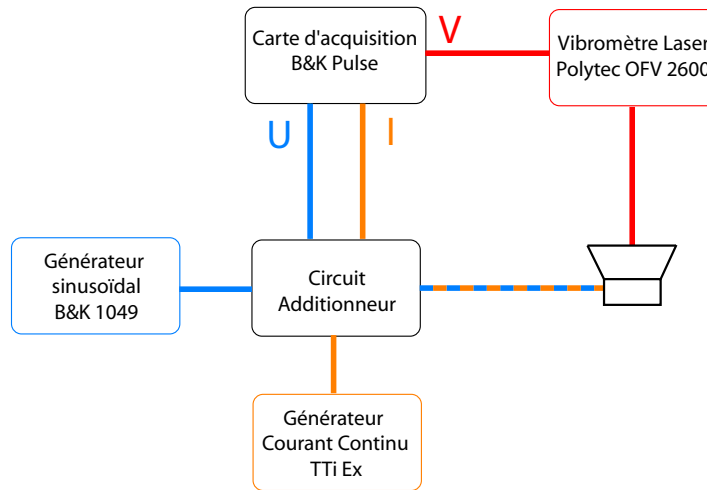 Carte d'acquisition
B&K Pulse
V
Vibromètre Laser
Polytec OFV 2600
U
I
Générateur
sinusoïdal
B&K 1049
Circuit
Additionneur
Générateur
Courant Continu
TTi Ex